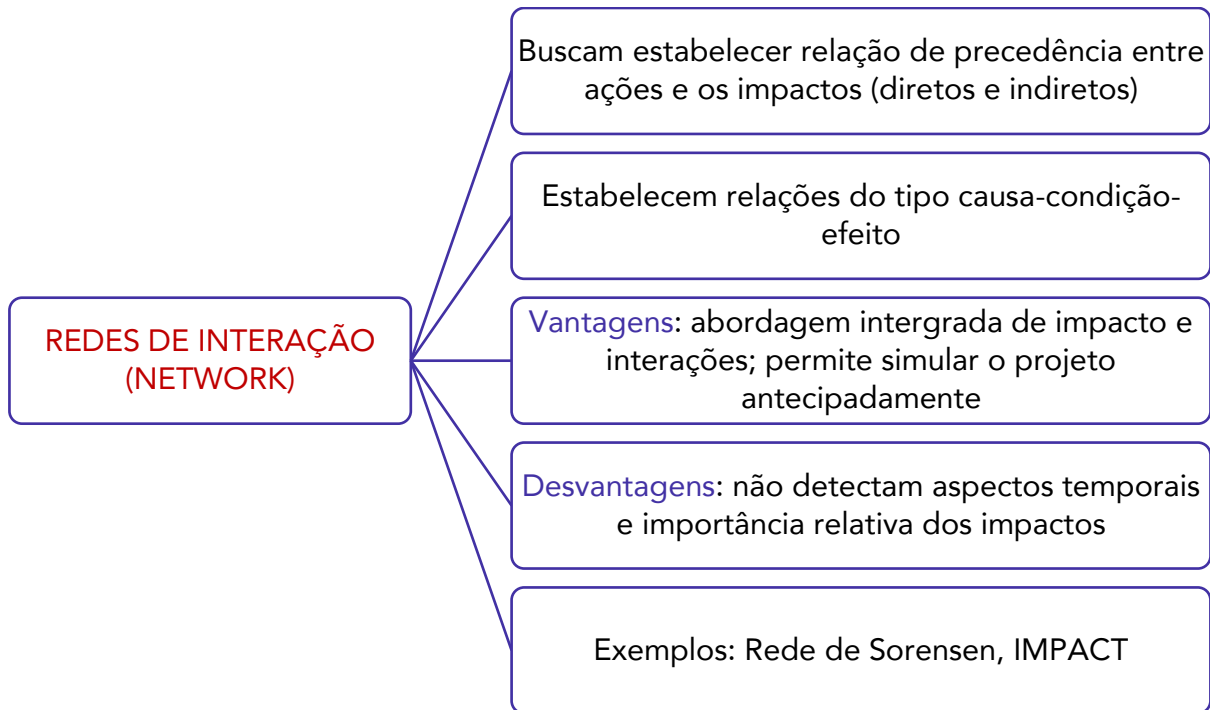 Buscam estabelecer relação de precedência entre
ações e os impactos (diretos e indiretos)
Estabelecem relações do tipo causa-condição-
efeito
REDES DE INTERAÇÃO
(NETWORK)
Vantagens: abordagem intergrada de impacto e
interações; permite simular o projeto
antecipadamente
Desvantagens: não detectam aspectos temporais
e importância relativa dos impactos
Exemplos: Rede de Sorensen, IMPACT